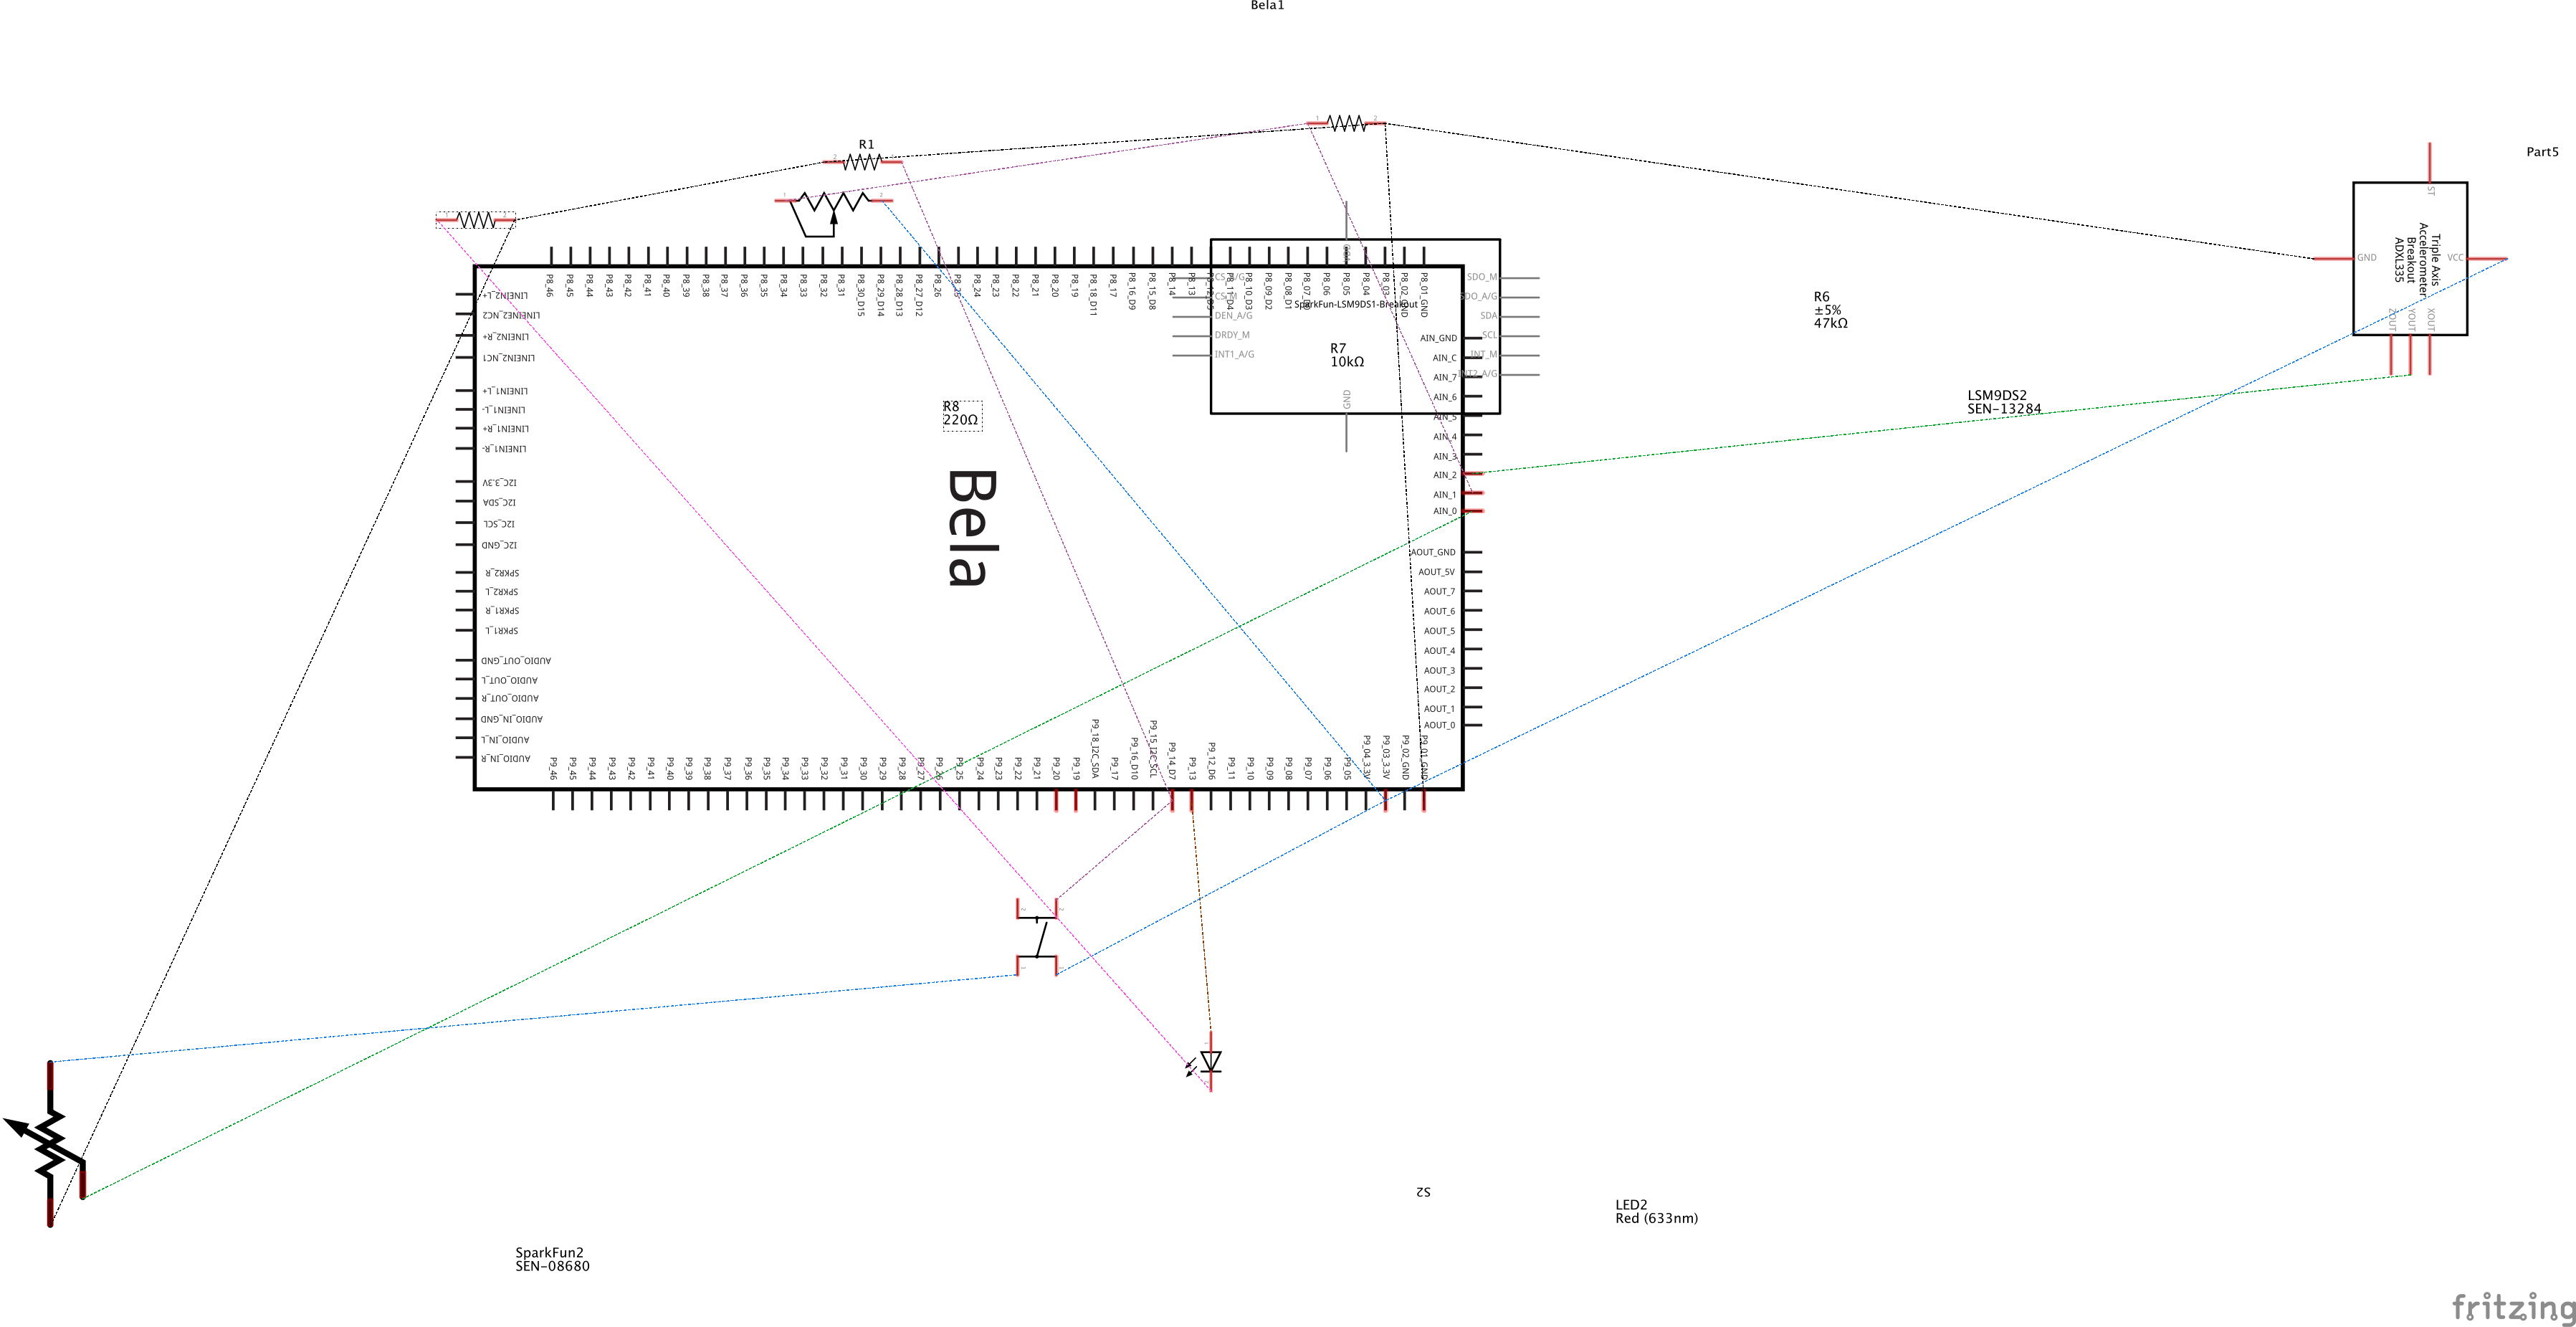 Bela1
R1
Part5
ST
GND
VCC
Triple Axis
Accelerometer
Breakout
ADXL335
ZOUT
YOUT
XOUT
P8_46
P8_45
P8_44
P8_43
P8_42
P8_41
P8_40
P8_39
P8_38
P8_37
P8_36
P8_35
P8_34
P8_33
P8_32
P8_31
P8_30_D15
P8_29_D14
P8_28_D13
P8_27_D12
P8_26
P8_24
P8_23
P8_22
P8_21
P8_20
P8_19
P8_18_D11
P8_17
P8_16_D9
P8_15_D8
P8_14
P8_13
P8_11_D4
P8_10_D3
P8_09_D2
P8_08_D1
P8_06
P8_05
P8_04
P8_03
P8_02_GND
P8_01_GND
CS_M
DEN_A/G
DRDY_M
INT1_A/G
SparkFun-LSM9DS1-Breakout
SDO_M
SDO_A/G
SDA
SCL
INT_M
INT2_A/G
GND
R7
10kΩ
R6
±5%
47kΩ
R8
220Ω
LSM9DS2
SEN-13284
LINEIN2_L+
LINEINE2_NC2
LINEIN2_R+
LINEIN2_NC1
LINEIN1_L+
LINEIN1_L-
LINEIN1_R+
LINEIN1_R-
I2C_3.3V
I2C_SDA
I2C_SCL
I2C_GND
SPKR2_R
SPKR2_L
SPKR1_R
SPKR1_L
AUDIO_OUT_GND
AUDIO_OUT_L
AUDIO_OUT_R
AUDIO_IN_GND
AUDIO_IN_L
AUDIO_IN_R
Bela
AIN_GND
AIN_C
AIN_7
AIN_6
AIN_5
AIN_4
AIN_3
AIN_2
AIN_1
AIN_0
AOUT_GND
AOUT_5V
AOUT_7
AOUT_6
AOUT_5
AOUT_4
AOUT_3
AOUT_2
AOUT_1
AOUT_0
P9_46
P9_45
P9_44
P9_43
P9_42
P9_41
P9_40
P9_39
P9_38
P9_37
P9_36
P9_35
P9_34
P9_33
P9_32
P9_31
P9_30
P9_29
P9_28
P9_27
P9_26
P9_25
P9_24
P9_23
P9_22
P9_21
P9_20
P9_19
P9_18_I2C_SDA
P9_17
P9_16_D10
P9_15_I2C_SCL
P9_14_D7
P9_13
P9_12_D6
P9_11
P9_10
P9_09
P9_08
P9_07
P9_06
P9_05
P9_04_3.3V
P9_03_3.3V
P9_02_GND
P9_01_GND
S2
LED2
Red (633nm)
SparkFun2
SEN-08680
fritzing